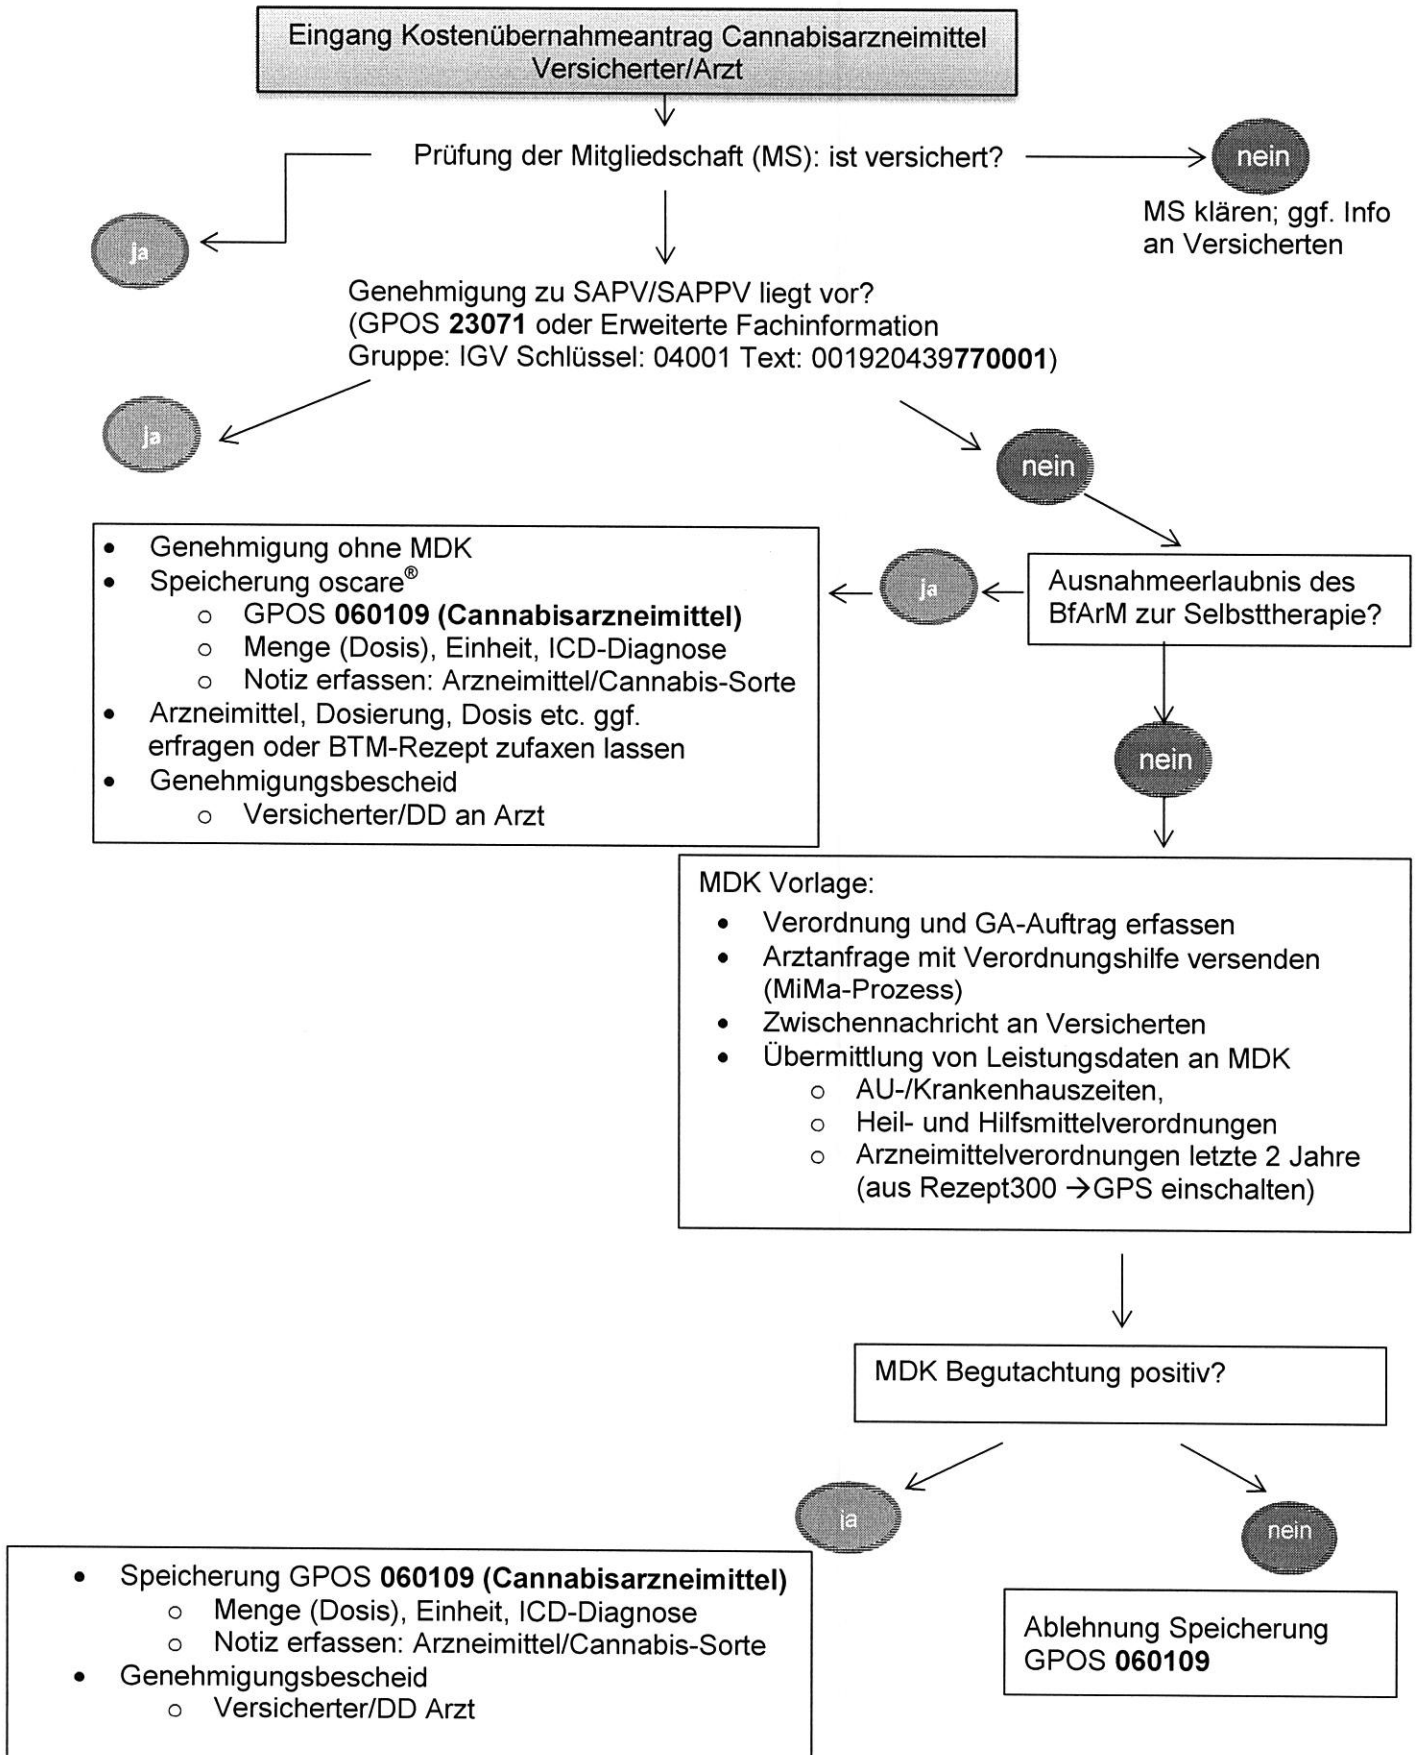 Eingang Kostenübernahmeantrag Cannabisarzneimittel
Versicherter/Arzt
Prüfung der Mitgliedschaft (MS): ist versichert?
nein
MS klären; ggf. Info
an Versicherten
ja
Genehmigung zu SAPV/SAPPV liegt vor?
(GPOS 23071 oder Erweiterte Fachinformation
Gruppe: IGV Schlüssel: 04001 Text: 001920439770001)
ja
nein
• Genehmigung ohne MDK
• Speicherung oscare®
○ GPOS 060109 (Cannabisarzneimittel)
○ Menge (Dosis), Einheit, ICD-Diagnose
○ Notiz erfassen: Arzneimittel/Cannabis-Sorte
• Arzneimittel, Dosierung, Dosis etc. ggf.
erfragen oder BTM-Rezept zufaxen lassen
• Genehmigungsbescheid
○ Versicherter/DD an Arzt
ja
Ausnahmeerlaubnis des
BfArM zur Selbsttherapie?
nein
MDK Vorlage:
• Verordnung und GA-Auftrag erfassen
• Arztanfrage mit Verordnungshilfe versenden
(MiMa-Prozess)
• Zwischennachricht an Versicherten
• Übermittlung von Leistungsdaten an MDK
○ AU-/Krankenhauszeiten,
○ Heil- und Hilfsmittelverordnungen
○ Arzneimittelverordnungen letzte 2 Jahre
(aus Rezept300 →GPS einschalten)
MDK Begutachtung positiv?
ja
nein
• Speicherung GPOS 060109 (Cannabisarzneimittel)
○ Menge (Dosis), Einheit, ICD-Diagnose
○ Notiz erfassen: Arzneimittel/Cannabis-Sorte
• Genehmigungsbescheid
○ Versicherter/DD Arzt
Ablehnung Speicherung
GPOS 060109